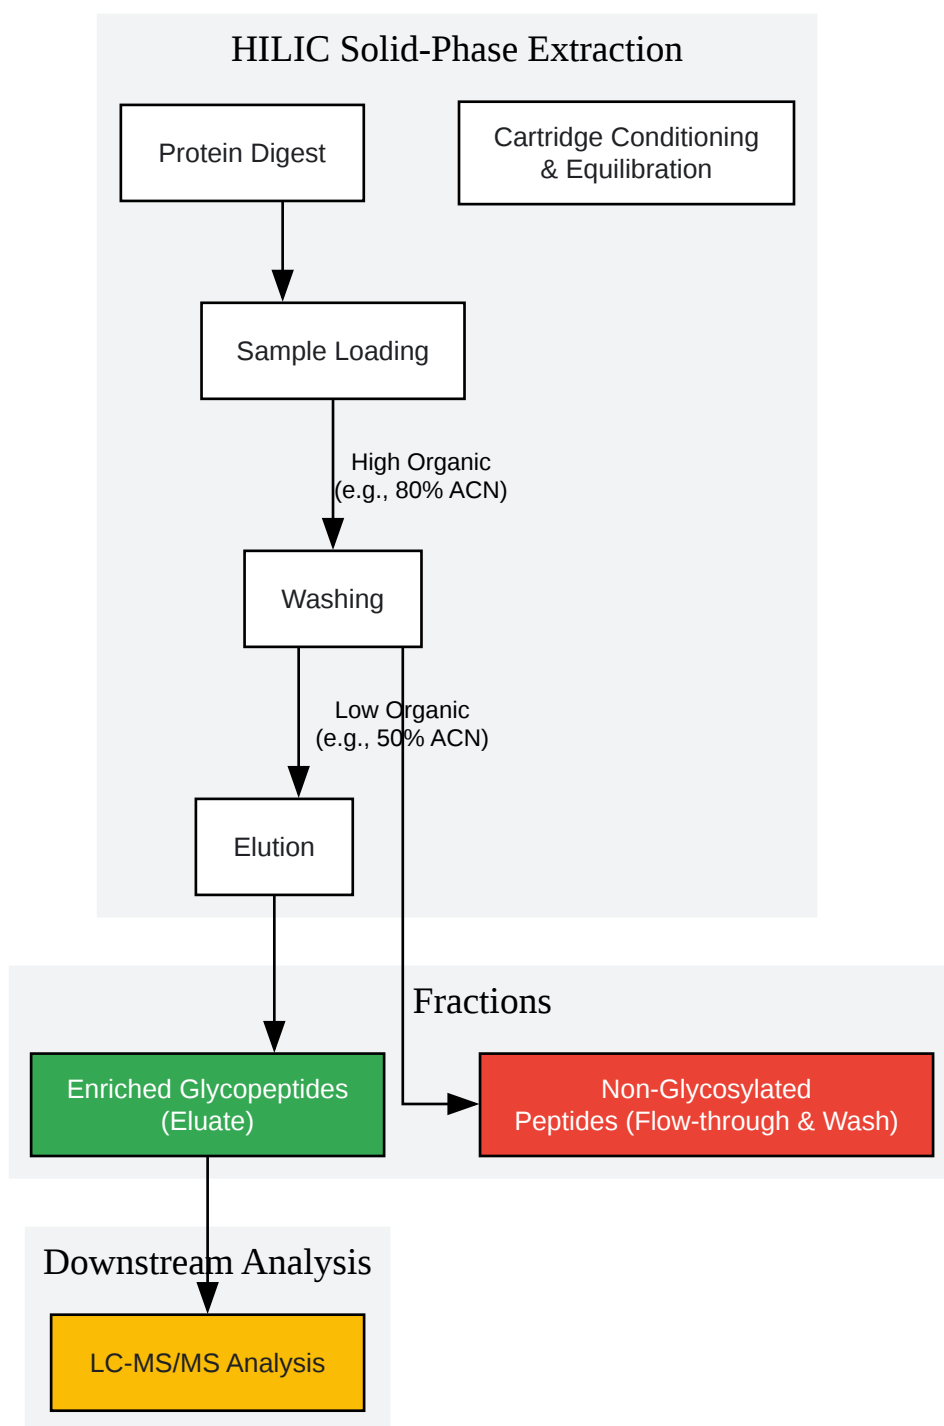 HILIC Solid-Phase Extraction
Protein Digest
Cartridge Conditioning
& Equilibration
Sample Loading
High Organic
(e.g., 80% ACN)
Washing
Low Organic
(e.g., 50% ACN)
Elution
Fractions
Enriched Glycopeptides
(Eluate)
Non-Glycosylated
Peptides (Flow-through & Wash)
Downstream Analysis
LC-MS/MS Analysis